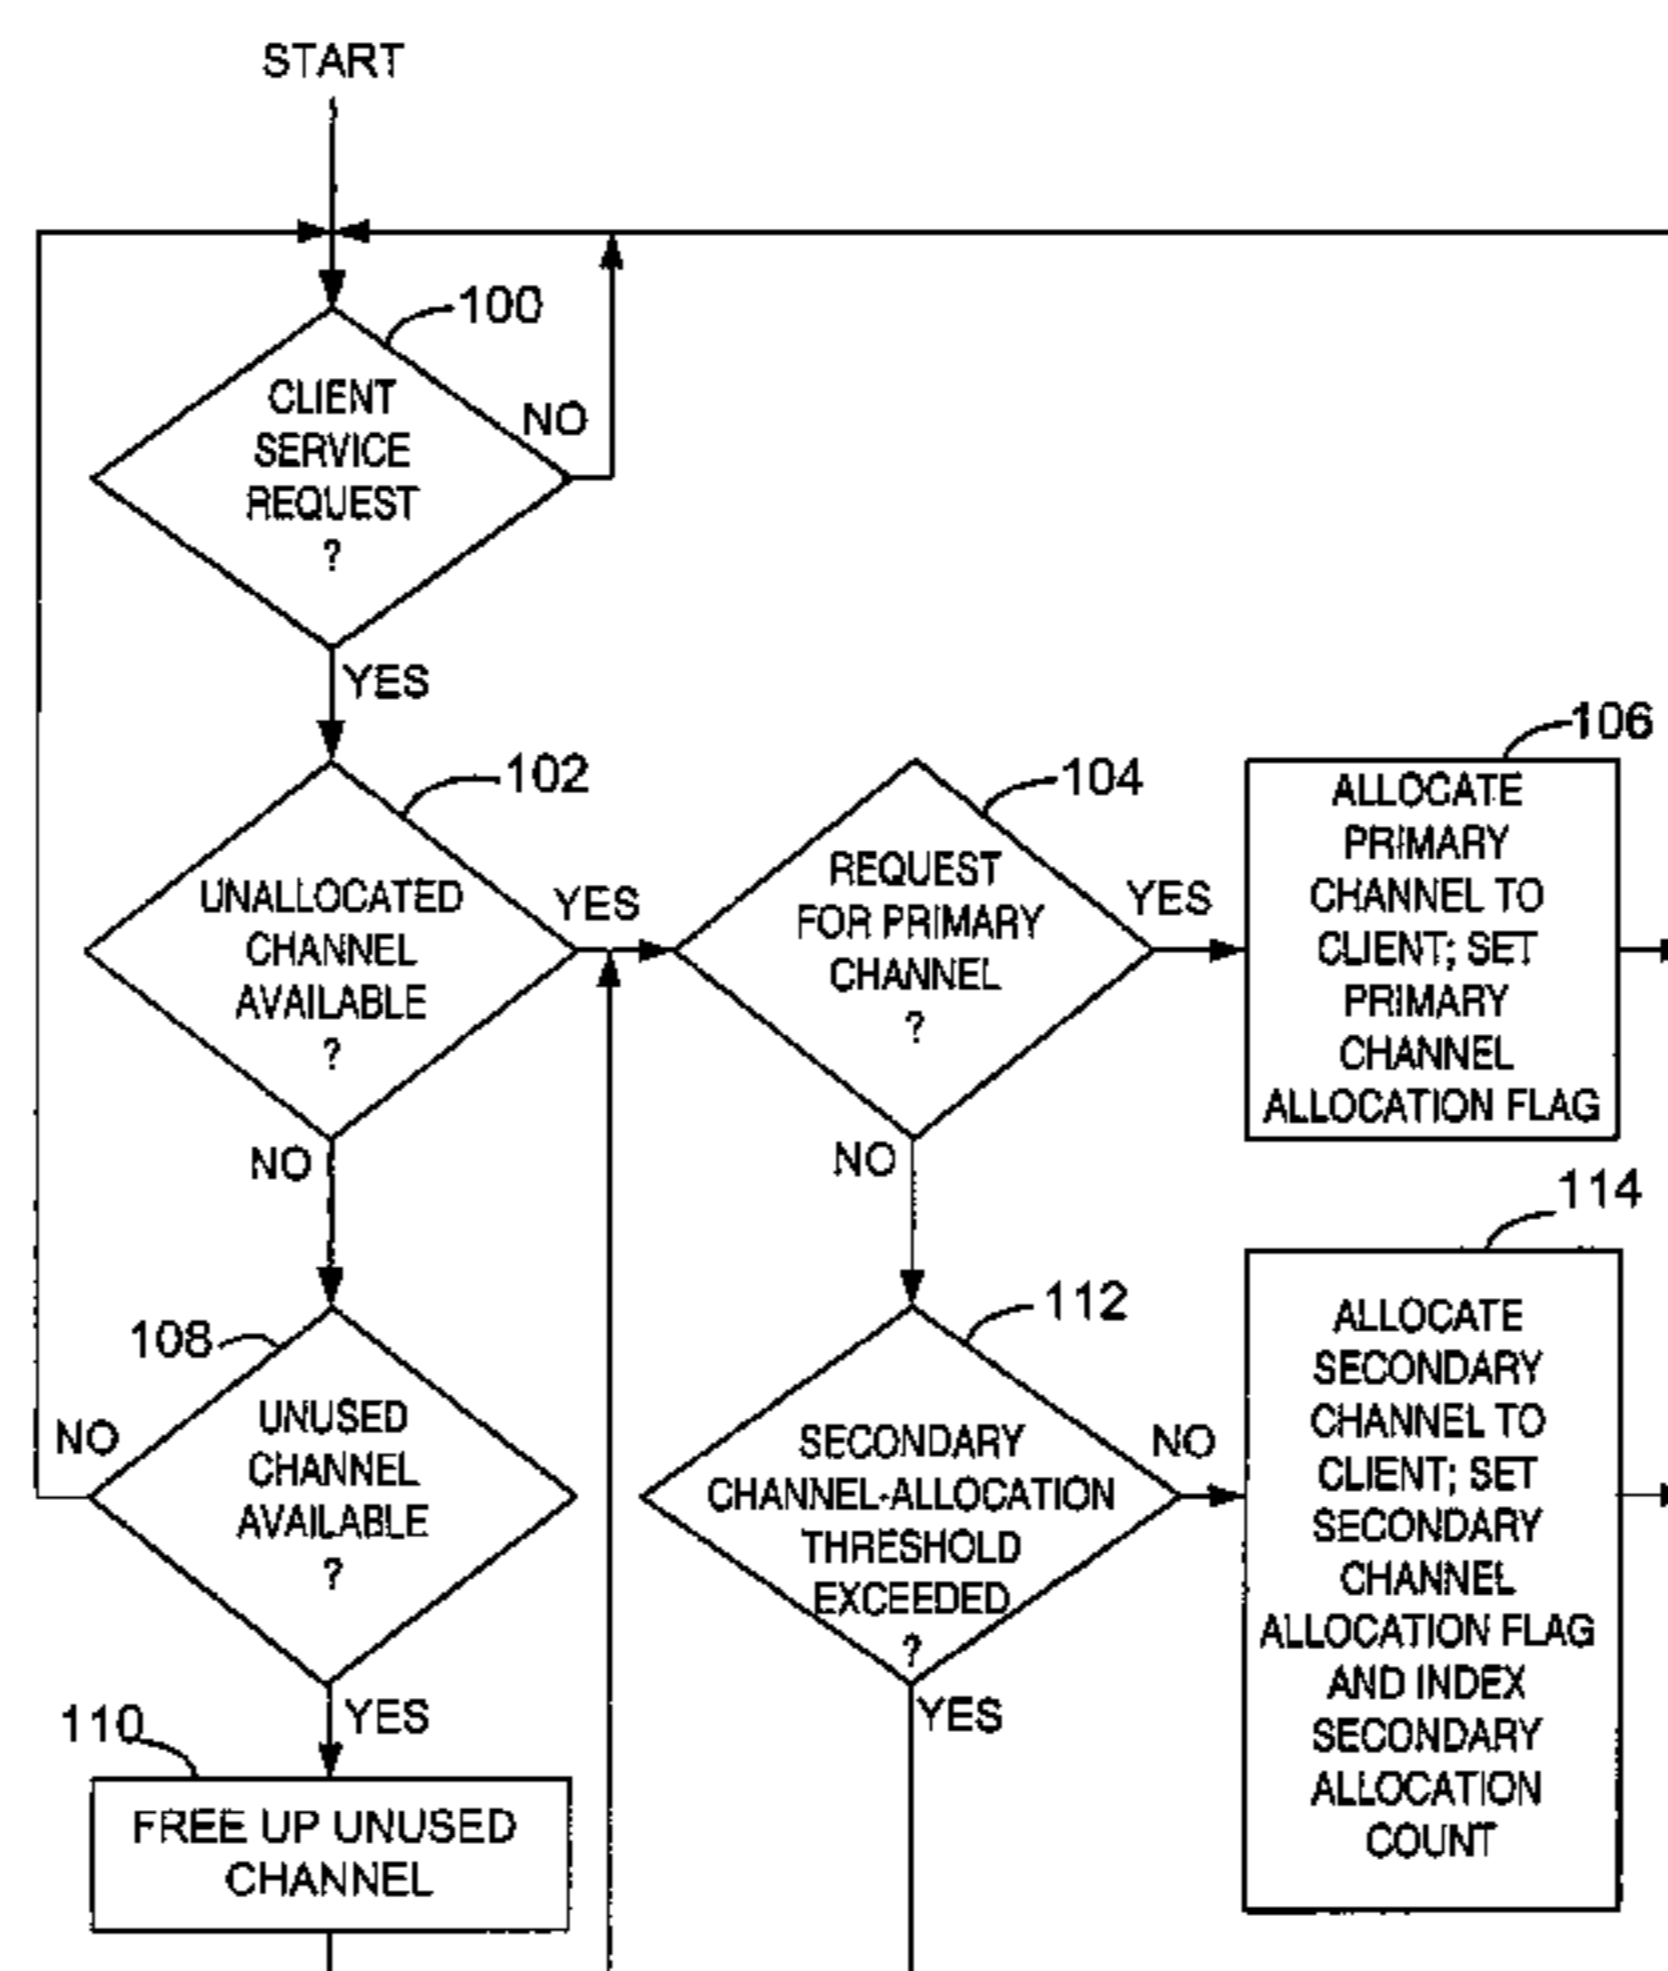 START
100
CLIENT
SERVICE
REQUEST
?
NO
YES
102
UNALLOCATED
CHANNEL
AVAILABLE
?
YES
NO
104
REQUEST
FOR PRIMARY
CHANNEL
?
YES
NO
106
ALLOCATE
PRIMARY
CHANNEL TO
CLIENT; SET
PRIMARY
CHANNEL
ALLOCATION FLAG
108
UNUSED
CHANNEL
AVAILABLE
?
NO
YES
110
FREE UP UNUSED
CHANNEL
112
SECONDARY
CHANNEL-ALLOCATION
THRESHOLD
EXCEEDED
?
NO
YES
114
ALLOCATE
SECONDARY
CHANNEL TO
CLIENT; SET
SECONDARY
CHANNEL
ALLOCATION FLAG
AND INDEX
SECONDARY
ALLOCATION
COUNT